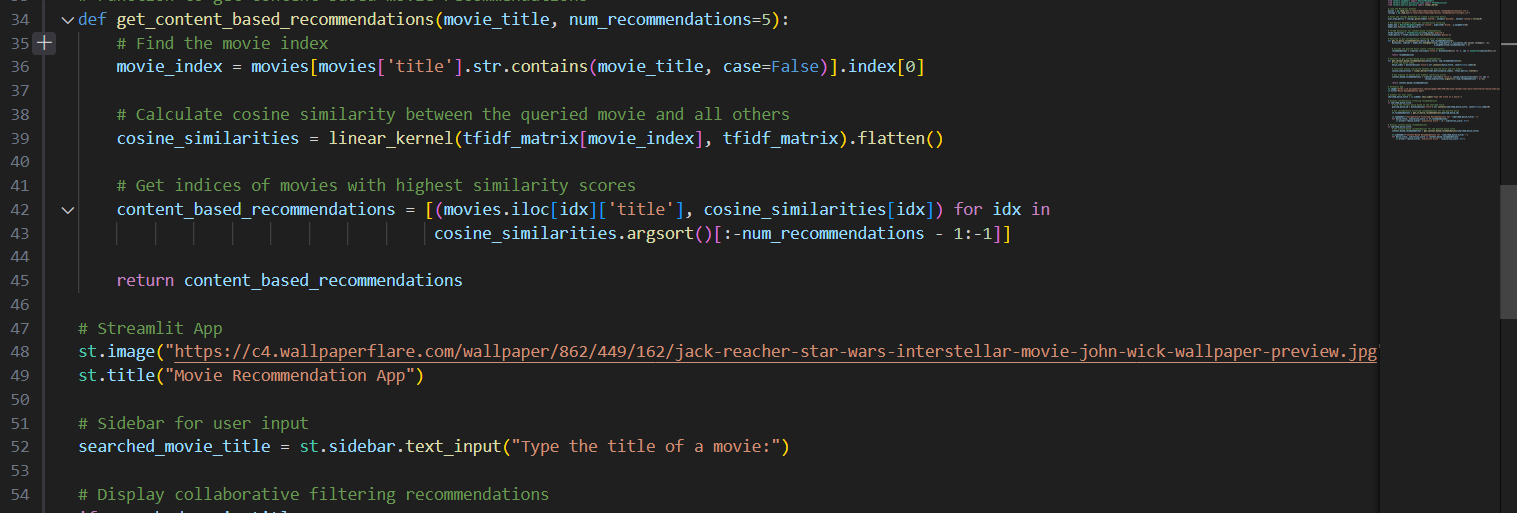 34 def get_content_based_recommendations(movie_title, num_recommendations=5):
35 # Find the movie index
36 movie_index = movies[movies['title'].str.contains(movie_title, case=False)].index[0]
37
38 # Calculate cosine similarity between the queried movie and all others
39 cosine_similarities = linear_kernel(tfidf_matrix[movie_index], tfidf_matrix).flatten()
40
41 # Get indices of movies with highest similarity scores
42 content_based_recommendations = [(movies.iloc[idx]['title'], cosine_similarities[idx]) for idx in
43 cosine_similarities.argsort()[:-num_recommendations - 1:-1]]
44
45 return content_based_recommendations
46
47 # Streamlit App
48 st.image("https://c4.wallpaperflare.com/wallpaper/862/449/162/jack-reacher-star-wars-interstellar-movie-john-wick-wallpaper-preview.jpg"
49 st.title("Movie Recommendation App")
50
51 # Sidebar for user input
52 searched_movie_title = st.sidebar.text_input("Type the title of a movie:")
53
54 # Display collaborative filtering recommendations